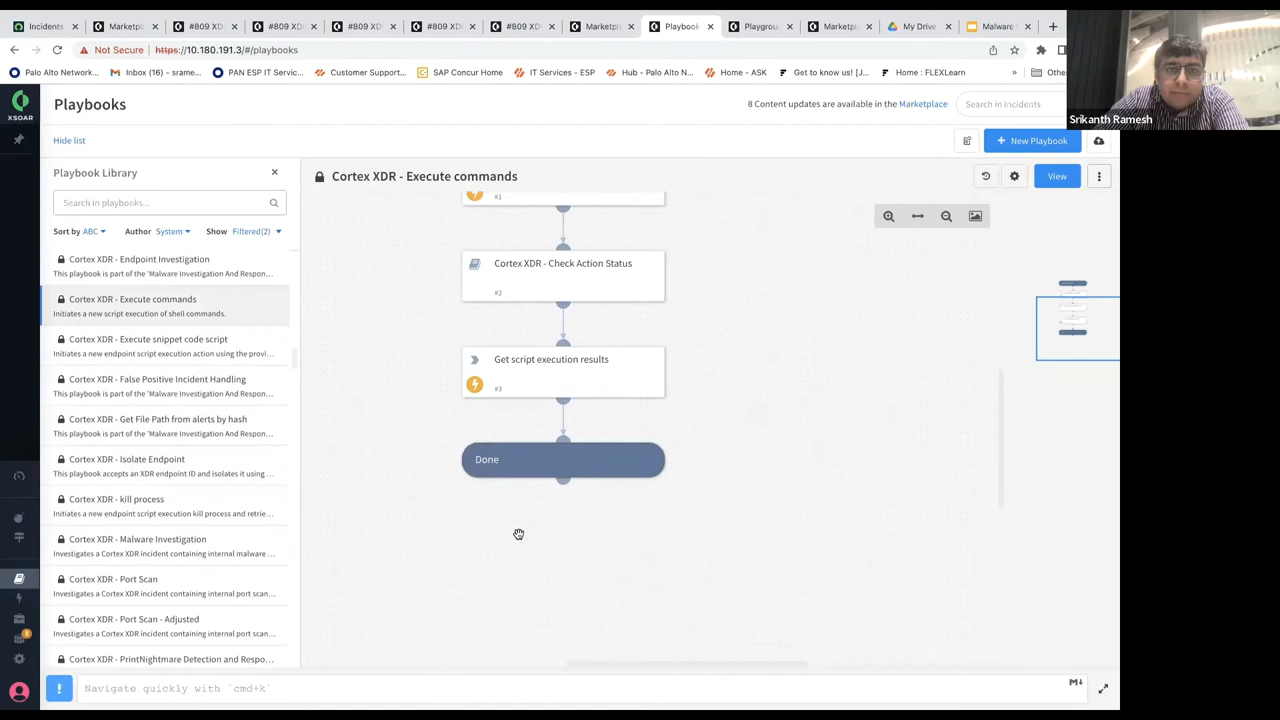 Incidents
Marketpl
#809 XD
#809 XD
#809 XD
#809 XD
#809 XD
Marketpl
Playbook
Playgrou
Marketpl
My Drive
Malware
Not Secure
https://10.180.191.3/#/playbooks
Palo Alto Network...
Inbox (16) - srame...
PAN ESP IT Servic...
Customer Support...
SAP Concur Home
IT Services - ESP
Hub - Palo Alto N...
Home - ASK
Get to know us! [J...
Home : FLEXLearn
»
Othe
Srikanth Ramesh
XSOAR
Playbooks
8 Content updates are available in the Marketplace
Search in Incidents
Hide list
+ New Playbook
Playbook Library
Search in playbooks...
Sort by ABC
Author System
Show Filtered(2)
Cortex XDR - Endpoint Investigation
This playbook is part of the 'Malware Investigation And Respon...
Cortex XDR - Execute commands
Initiates a new script execution of shell commands.
Cortex XDR - Execute snippet code script
Initiates a new endpoint script execution action using the provi...
Cortex XDR - False Positive Incident Handling
This playbook is part of the 'Malware Investigation And Respon...
Cortex XDR - Get File Path from alerts by hash
This playbook is part of the 'Malware Investigation And Respon...
Cortex XDR - Isolate Endpoint
This playbook accepts an XDR endpoint ID and isolates it using ...
Cortex XDR - kill process
Initiates a new endpoint script execution kill process and retrie...
Cortex XDR - Malware Investigation
Investigates a Cortex XDR incident containing internal malware ...
Cortex XDR - Port Scan
Investigates a Cortex XDR incident containing internal port scan...
Cortex XDR - Port Scan - Adjusted
Investigates a Cortex XDR incident containing internal port scan...
Cortex XDR - PrintNightmare Detection and Respo...
Cortex XDR - Execute commands
View
#1
Cortex XDR - Check Action Status
#2
Get script execution results
#3
Done
8
!
Navigate quickly with `cmd+k`
M↓